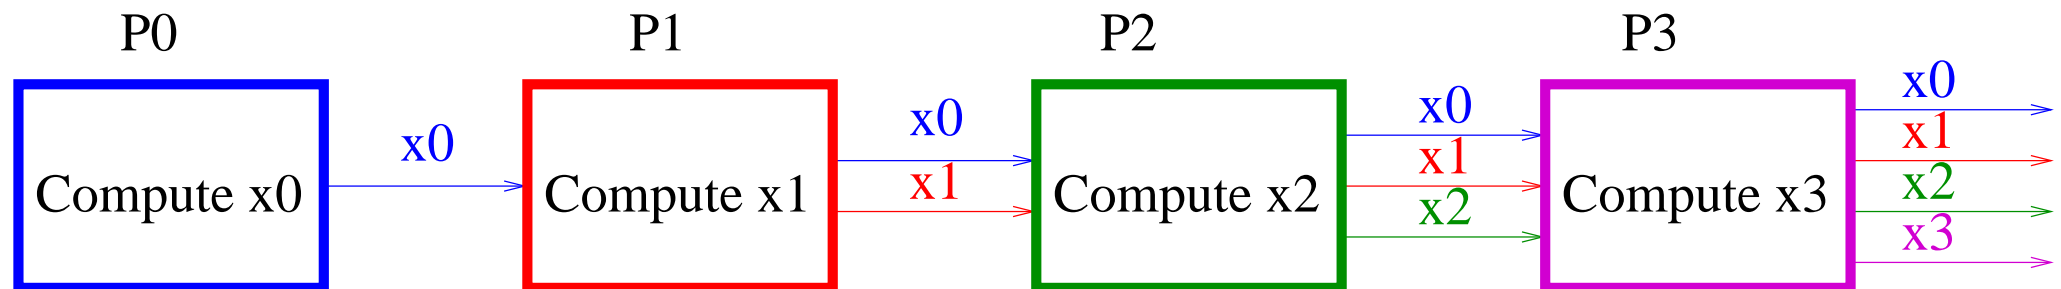 P0
P1
P2
P3
Compute x0
x0
Compute x1
x0
x1
Compute x2
x0
x1
x2
Compute x3
x0
x1
x2
x3